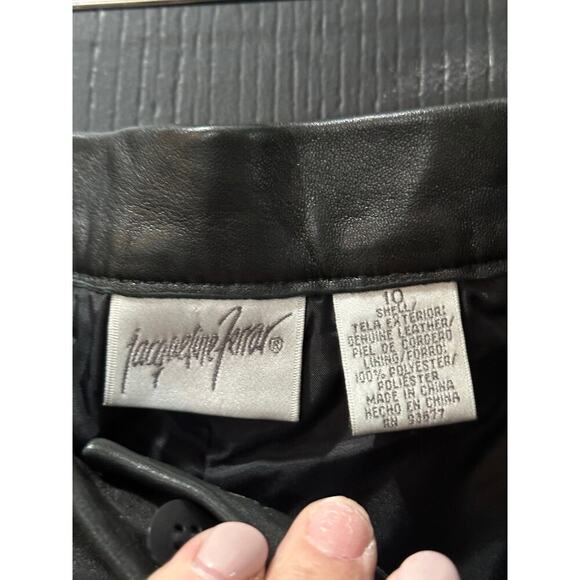 Jacqueline Ferrar®
10
SHELL/
TELA EXTERIOR:
GENUINE LEATHER/
PIEL DE CORDERO
LINING/FORRO:
100% POLYESTER/
POLIESTER
MADE IN CHINA
HECHO EN CHINA
RN 93677